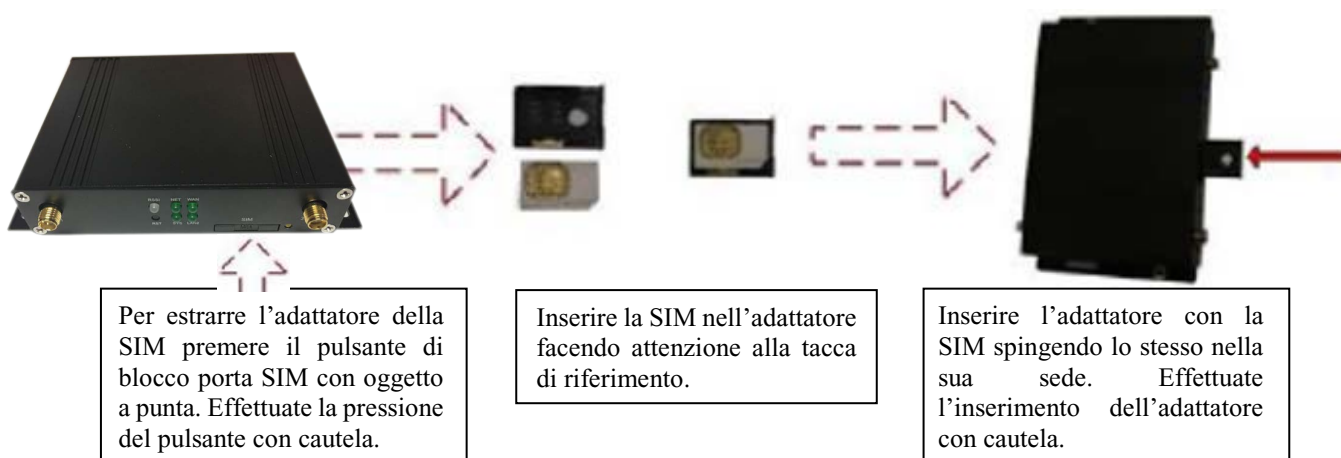 NET
SIM
Per estrarre l’adattatore della
SIM premere il pulsante di
blocco porta SIM con oggetto
a punta. Effettuate la pressione
del pulsante con cautela.
Inserire la SIM nell’adattatore
facendo attenzione alla tacca
di riferimento.
Inserire l’adattatore con la
SIM spingendo lo stesso nella
sua sede. Effettuate
l’inserimento dell’adattatore
con cautela.